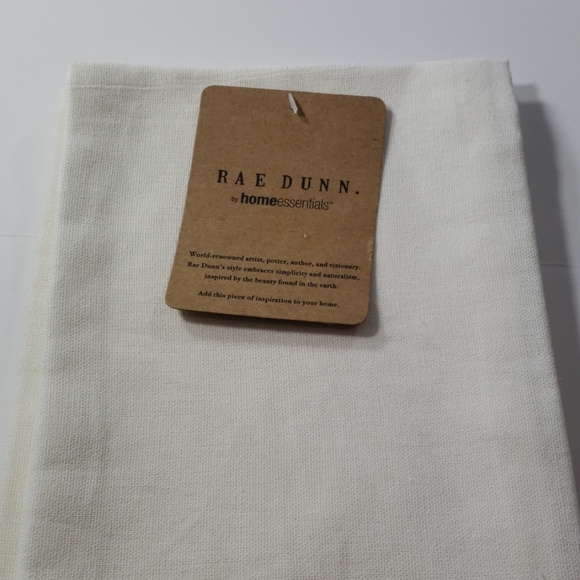 RAE DUNN.
by homeessentials™
World-renowned artist, potter, author, and visionary.
Rae Dunn's style embraces simplicity and naturalism,
inspired by the beauty found in the earth.
Add this piece of inspiration to your home.